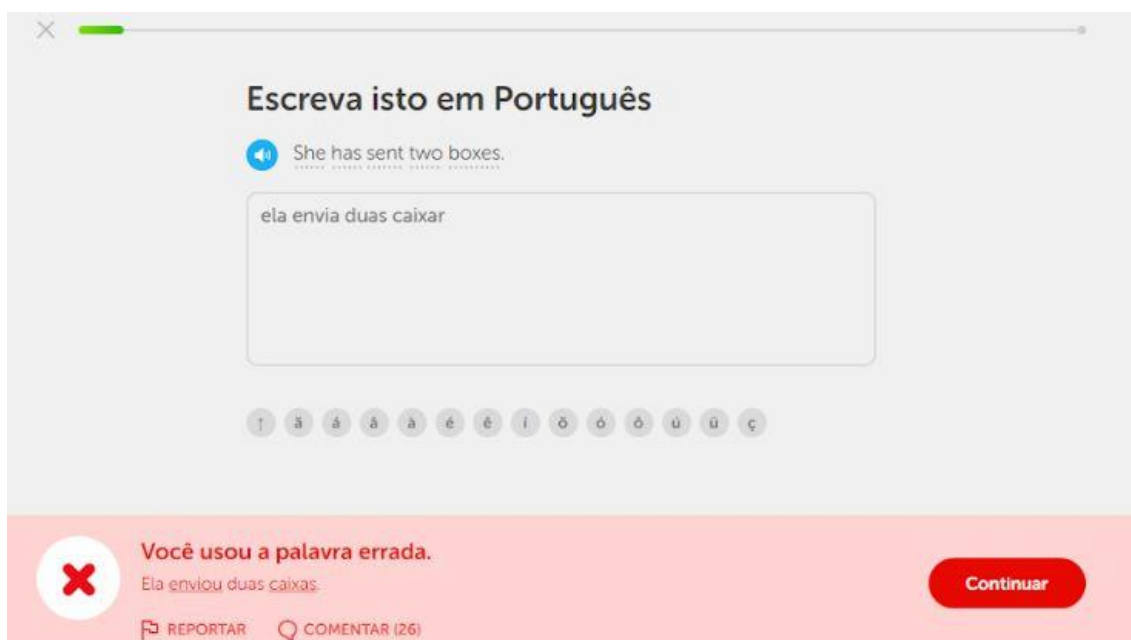 Escreva isto em Português
She has sent two boxes.
ela envia duas caixar
↑ ã á â à é ê í õ ó ô ú ü ç
Você usou a palavra errada.
Ela enviou duas caixas.
Continuar
REPORTAR COMENTAR (26)